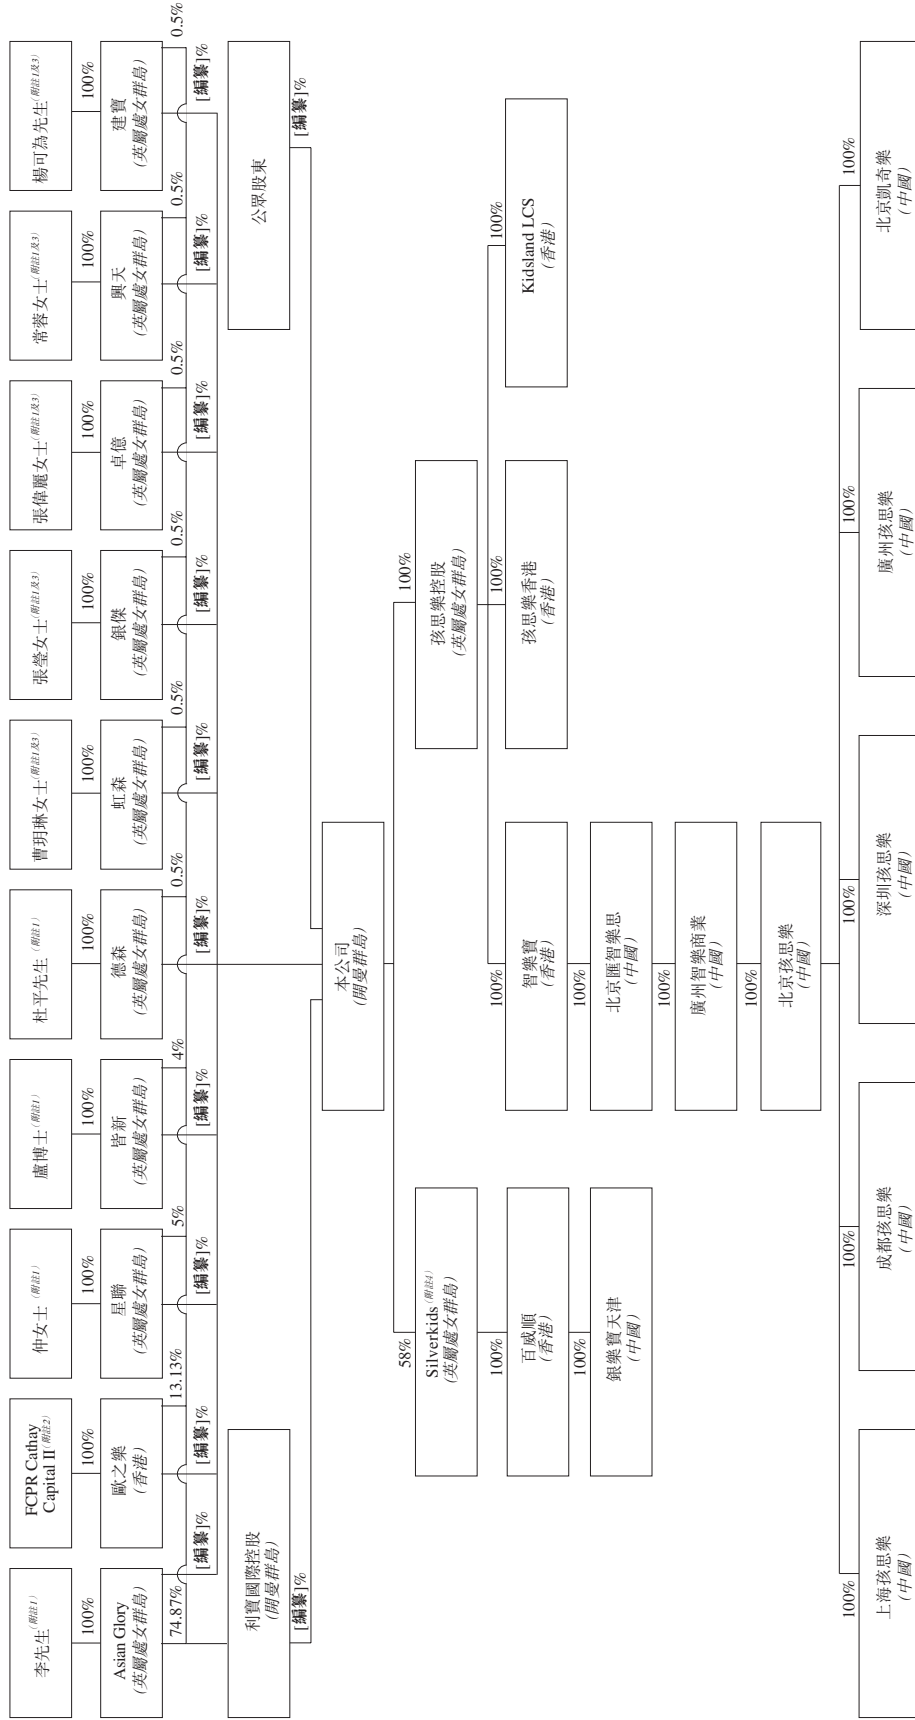 李先生(附註1)
FCPR Cathay
Capital II(附註2)
仲女士(附註1)
盧博士(附註1)
杜平先生(附註1)
曹玥琳女士(附註1及3)
張瑩女士(附註1及3)
張偉麗女士(附註1及3)
常蓉女士(附註1及3)
楊可為先生(附註1及3)
100%
100%
100%
100%
100%
100%
100%
100%
100%
100%
Asian Glory
(英屬處女群島)
歐之樂
(香港)
星聯
(英屬處女群島)
皆新
(英屬處女群島)
德森
(英屬處女群島)
虹森
(英屬處女群島)
銀傑
(英屬處女群島)
卓億
(英屬處女群島)
興天
(英屬處女群島)
建寶
(英屬處女群島)
74.87%
13.13%
5%
4%
0.5%
0.5%
0.5%
0.5%
0.5%
0.5%
[編纂]%
[編纂]%
[編纂]%
[編纂]%
[編纂]%
[編纂]%
[編纂]%
[編纂]%
[編纂]%
[編纂]%
利寶國際控股
(開曼群島)
公眾股東
[編纂]%
[編纂]%
本公司
(開曼群島)
58%
100%
Silverkids(附註4)
(英屬處女群島)
孩思樂控股
(英屬處女群島)
100%
100%
100%
100%
百威順
(香港)
智樂寶
(香港)
孩思樂香港
(香港)
Kidsland LCS
(香港)
100%
100%
銀樂寶天津
(中國)
北京匯智樂思
(中國)
100%
廣州智樂商業
(中國)
100%
北京孩思樂
(中國)
100%
100%
100%
100%
100%
上海孩思樂
(中國)
成都孩思樂
(中國)
深圳孩思樂
(中國)
廣州孩思樂
(中國)
北京凱奇樂
(中國)